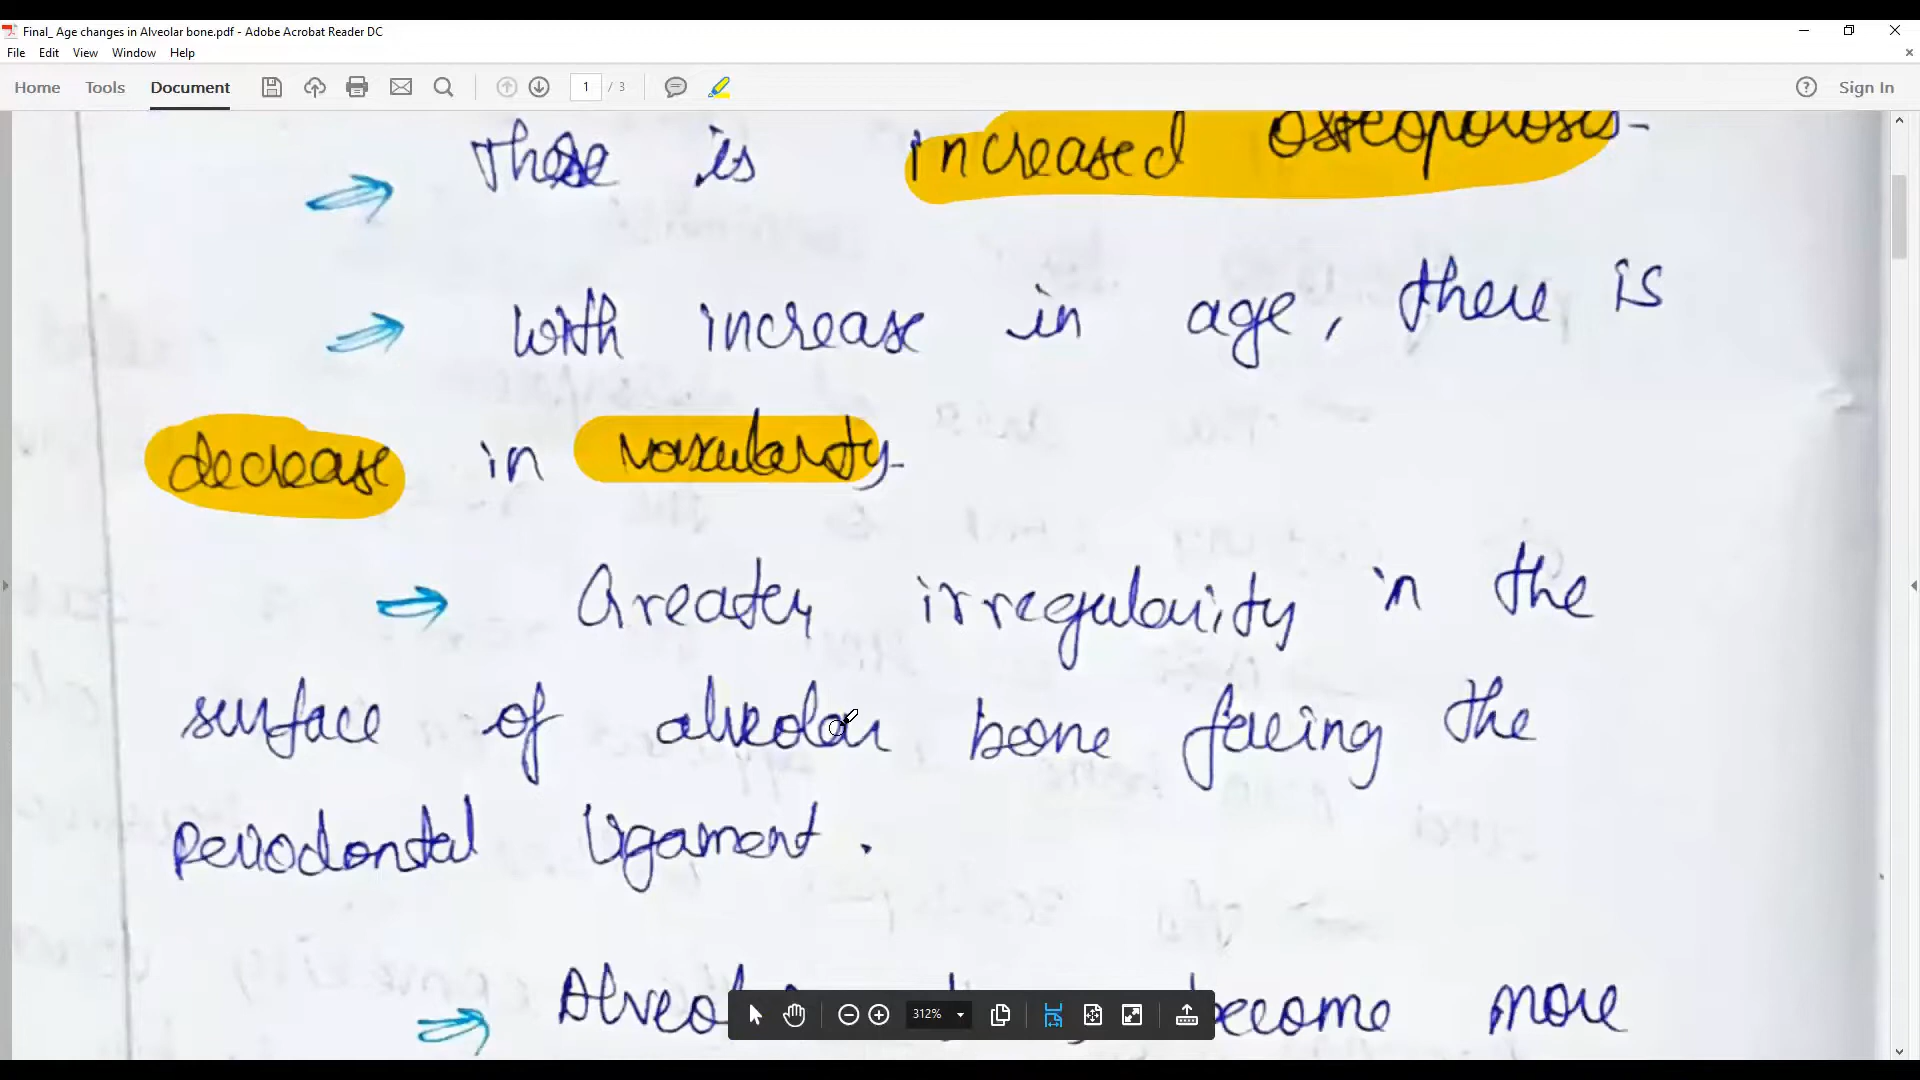 Final_ Age changes in Alveolar bone.pdf - Adobe Acrobat Reader DC
File Edit View Window Help
Home Tools Document 1 / 3 Sign In
There is increased osteoporosis.
With increase in age, there is
decrease in vascularity.
Greater irregularity in the
surface of alveolar bone facing the
Periodontal ligament.
become more
312%